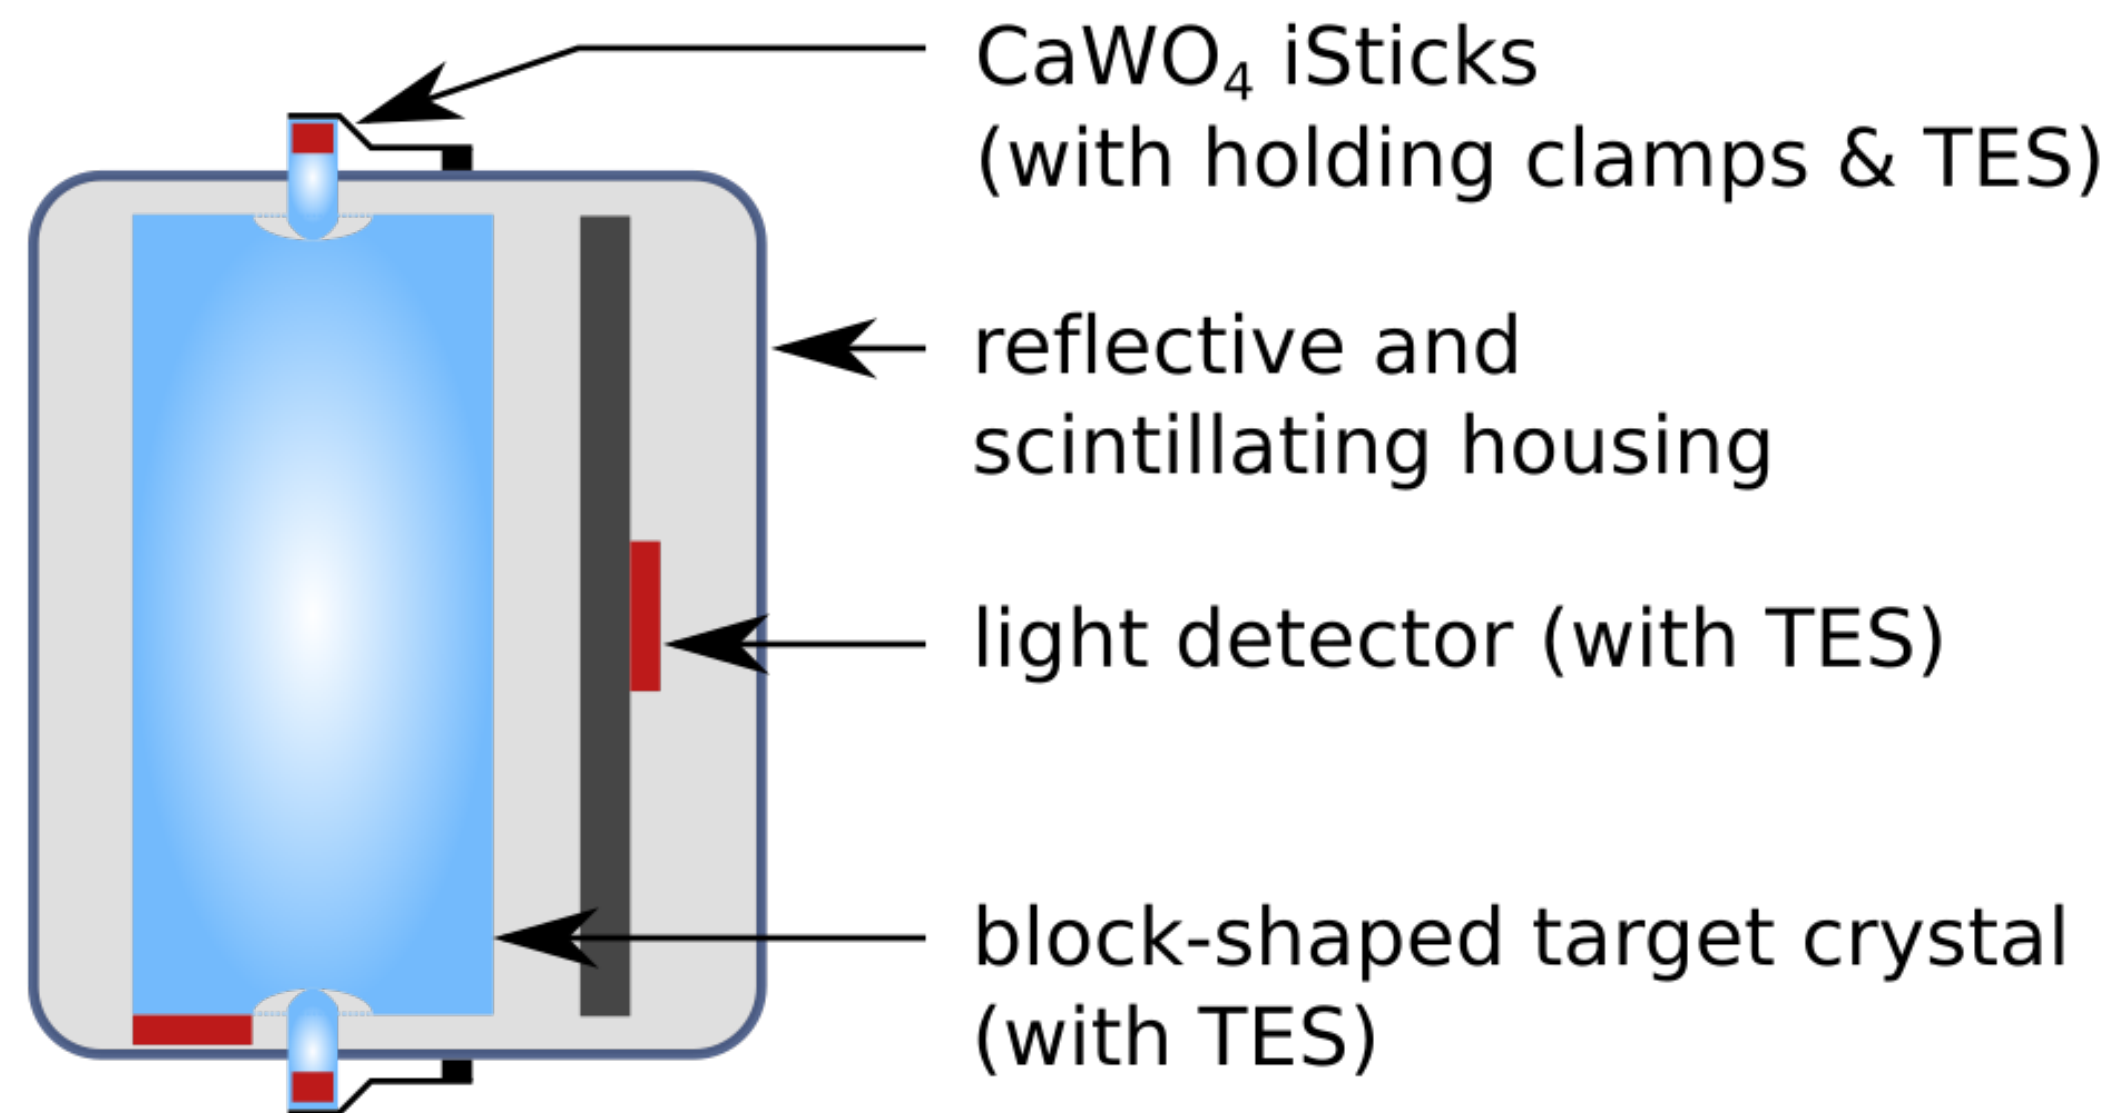 CaWO₄ iSticks
(with holding clamps & TES)
reflective and
scintillating housing
light detector (with TES)
block-shaped target crystal
(with TES)